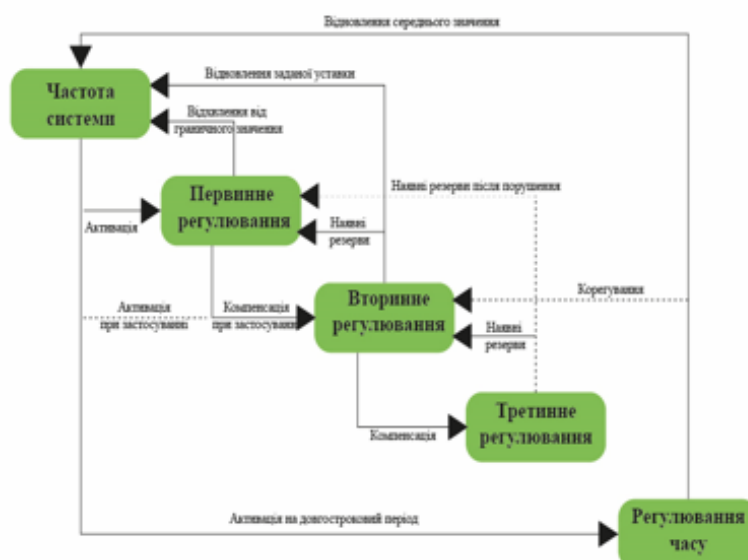 Відновлення середнього значення
Частота
системи
Відновлення заданої уставки
Відхилення від
граничного значення
Первинне
регулювання
Наявні резерви після порушення
Активація
Наявні
резерви
Вторинне
регулювання
Корегування
Активація
при застосуванні
Компенсація
при застосуванні
Наявні
резерви
Третинне
регулювання
Компенсація
Активація на довгостроковий період
Регулювання
часу